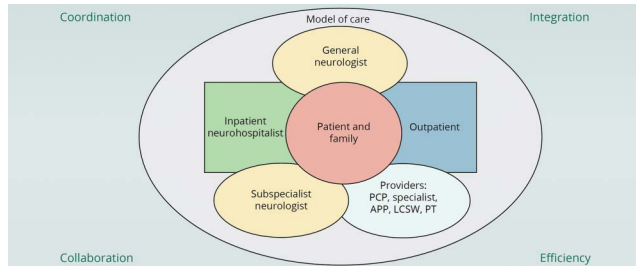 Coordination
Model of care
Integration
General
neurologist
Inpatient
neurohospitalist
Patient and
family
Outpatient
Subspecialist
neurologist
Providers:
PCP, specialist,
APP, LCSW, PT
Collaboration
Efficiency